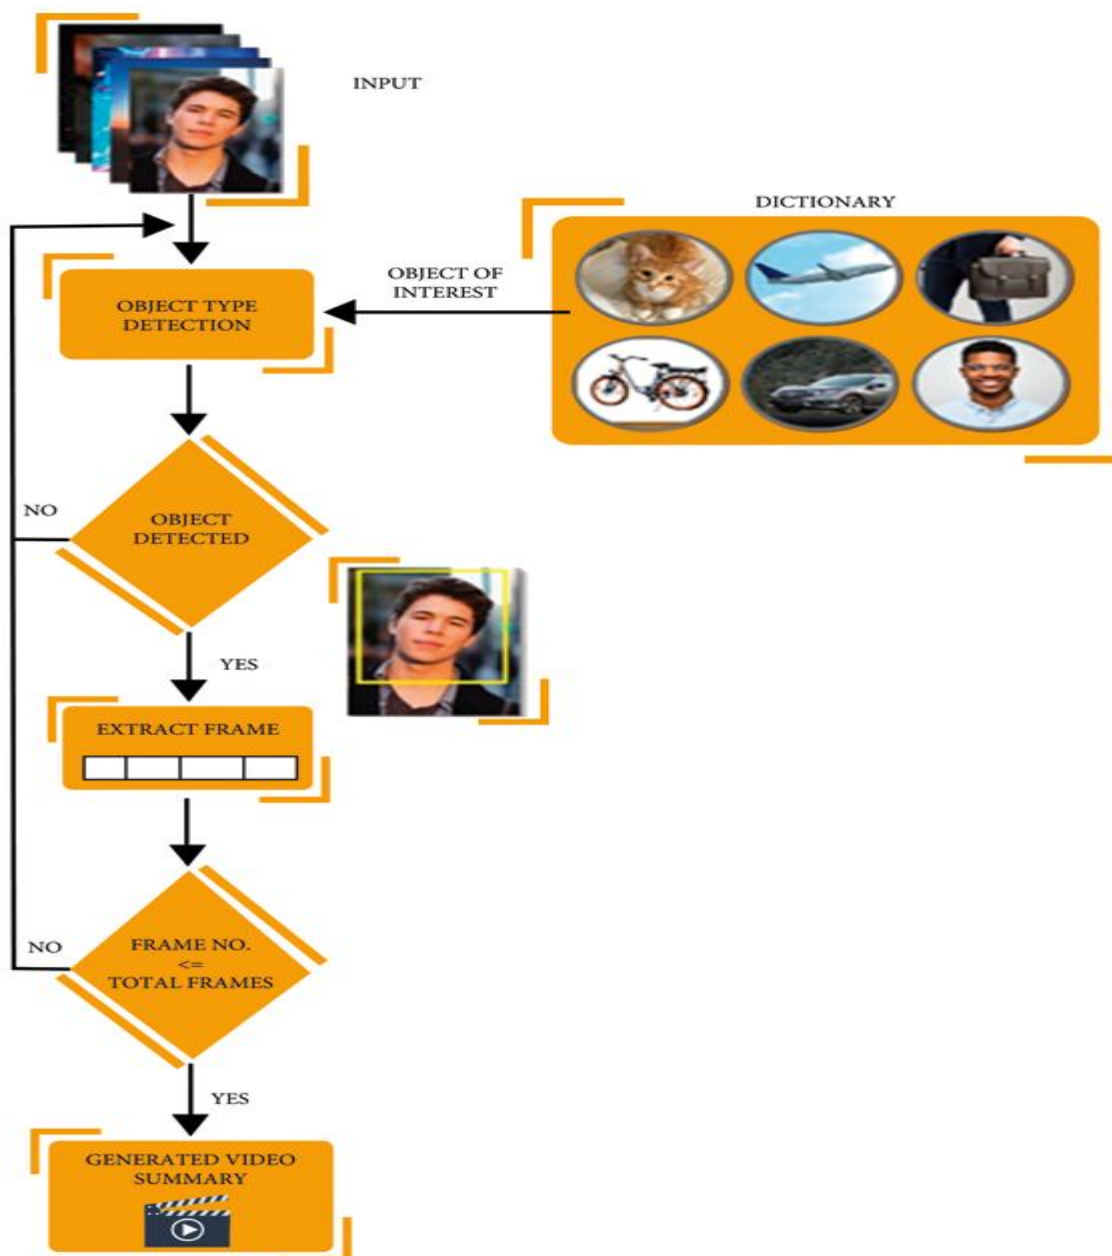 INPUT
DICTIONARY
OBJECT OF
INTEREST
OBJECT TYPE
DETECTION
NO
OBJECT
DETECTED
YES
EXTRACT FRAME
NO
FRAME NO.
<=
TOTAL FRAMES
YES
GENERATED VIDEO
SUMMARY